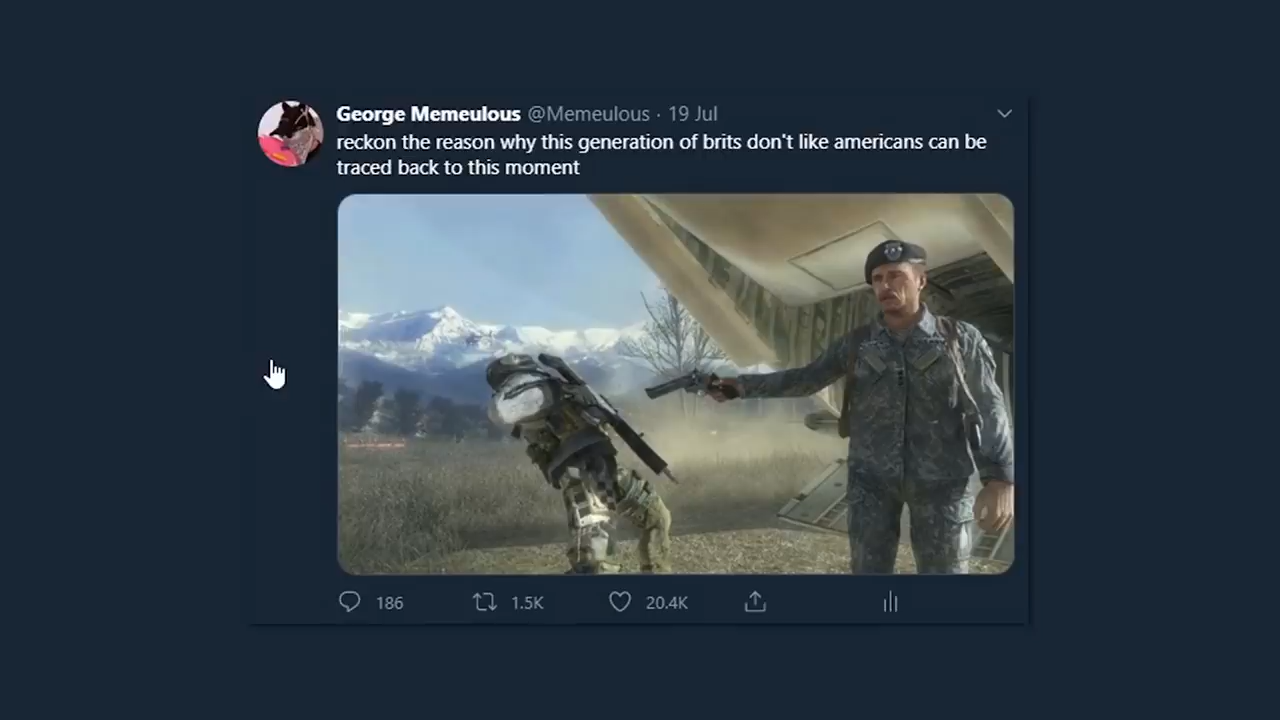 George Memeulous @Memeulous · 19 Jul
reckon the reason why this generation of brits don't like americans can be
traced back to this moment
186 1.5K 20.4K